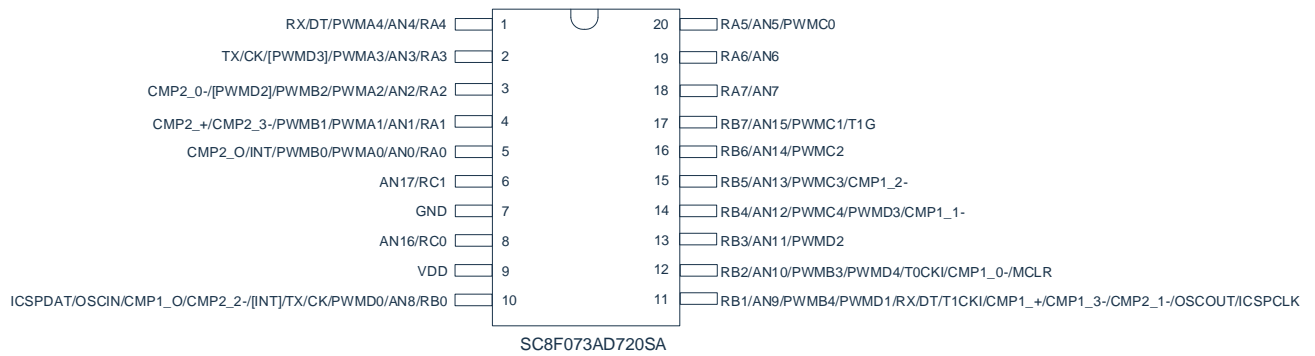 RX/DT/PWMA4/AN4/RA4 1 20 RA5/AN5/PWMC0
TX/CK/[PWMD3]/PWMA3/AN3/RA3 2 19 RA6/AN6
CMP2_0-/[PWMD2]/PWMB2/PWMA2/AN2/RA2 3 18 RA7/AN7
CMP2_+/CMP2_3-/PWMB1/PWMA1/AN1/RA1 4 17 RB7/AN15/PWMC1/T1G
CMP2_O/INT/PWMB0/PWMA0/AN0/RA0 5 16 RB6/AN14/PWMC2
AN17/RC1 6 15 RB5/AN13/PWMC3/CMP1_2-
GND 7 14 RB4/AN12/PWMC4/PWMD3/CMP1_1-
AN16/RC0 8 13 RB3/AN11/PWMD2
VDD 9 12 RB2/AN10/PWMB3/PWMD4/T0CKI/CMP1_0-/MCLR
ICSPDAT/OSCIN/CMP1_O/CMP2_2-/[INT]/TX/CK/PWMD0/AN8/RB0 10 11 RB1/AN9/PWMB4/PWMD1/RX/DT/T1CKI/CMP1_+/CMP1_3-/CMP2_1-/OSCOUT/ICSPCLK
SC8F073AD720SA